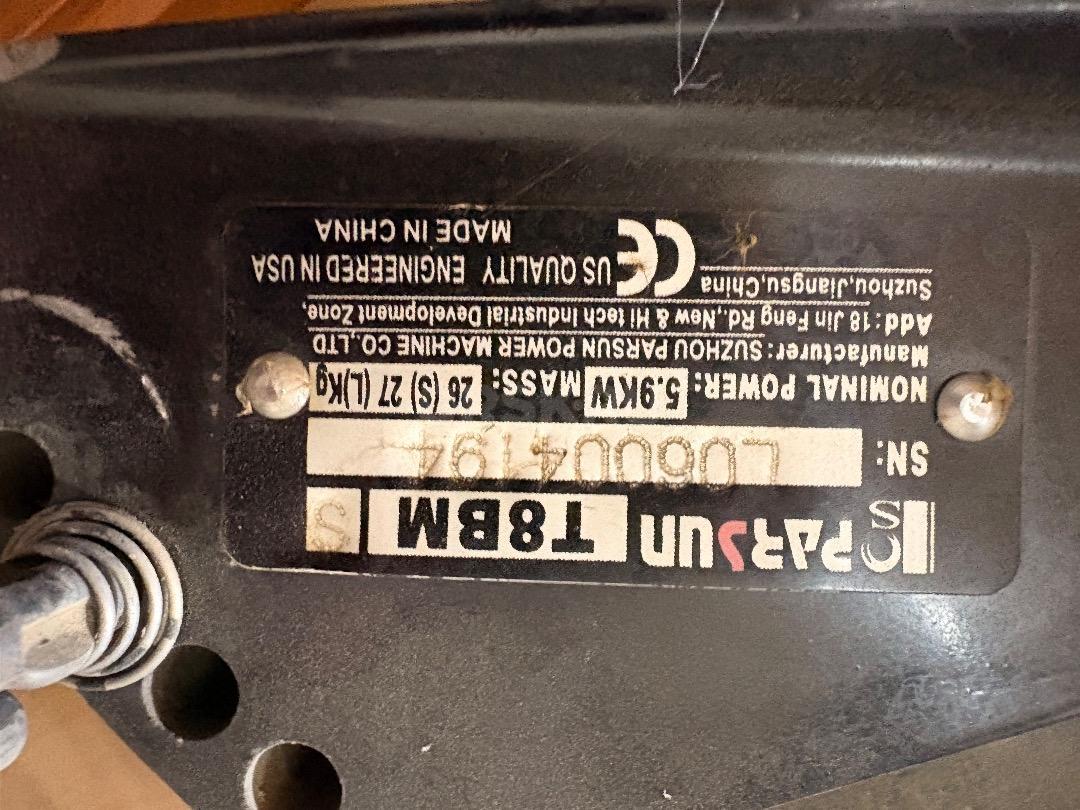 PARSUN T8BM S
SN: L06004194
NOMINAL POWER: 5.9KW MASS: 26 (S) 27 (L)Kg
Manufacturer: SUZHOU PARSUN POWER MACHINE CO.,LTD
Add: 18 Jin Feng Rd.,New & Hi tech Industrial Development Zone,
Suzhou,Jiangsu,China
CE
US QUALITY ENGINEERED IN USA
MADE IN CHINA